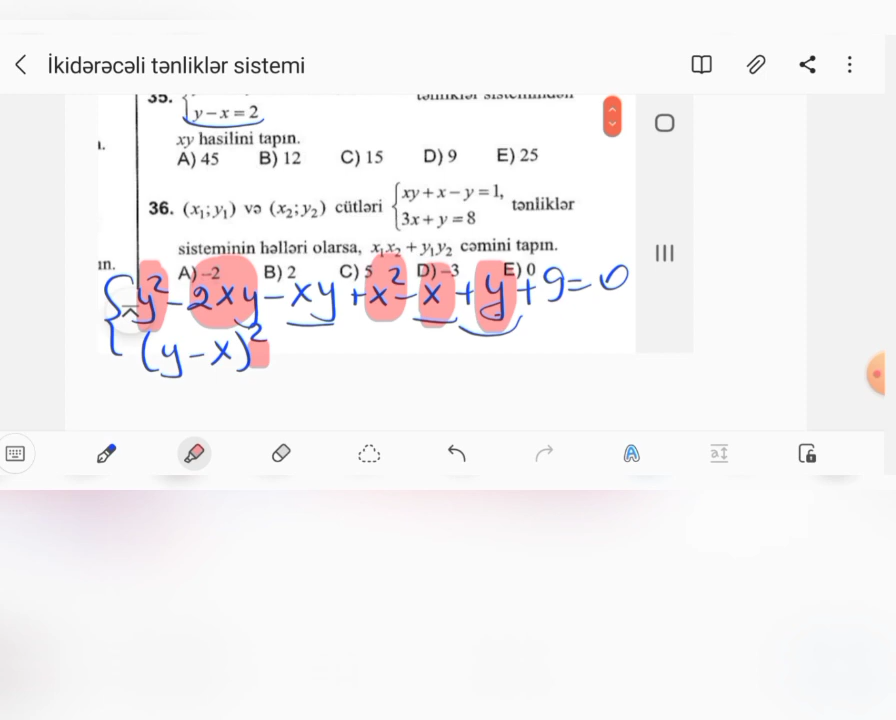 İkidərəcəli tənliklər sistemi
35.
y − x = 2
xy hasilini tapın.
A) 45 B) 12 C) 15 D) 9 E) 25
36. (x₁; y₁) və (x₂; y₂) cütləri { xy + x − y = 1, 3x + y = 8 tənliklər
sisteminin həlləri olarsa, x₁x₂ + y₁y₂ cəmini tapın.
A) −2 B) 2 C) 5 D) −3 E) 0
y² − 2xy − xy + x² − x + y + 9 = 0
(y − x)²